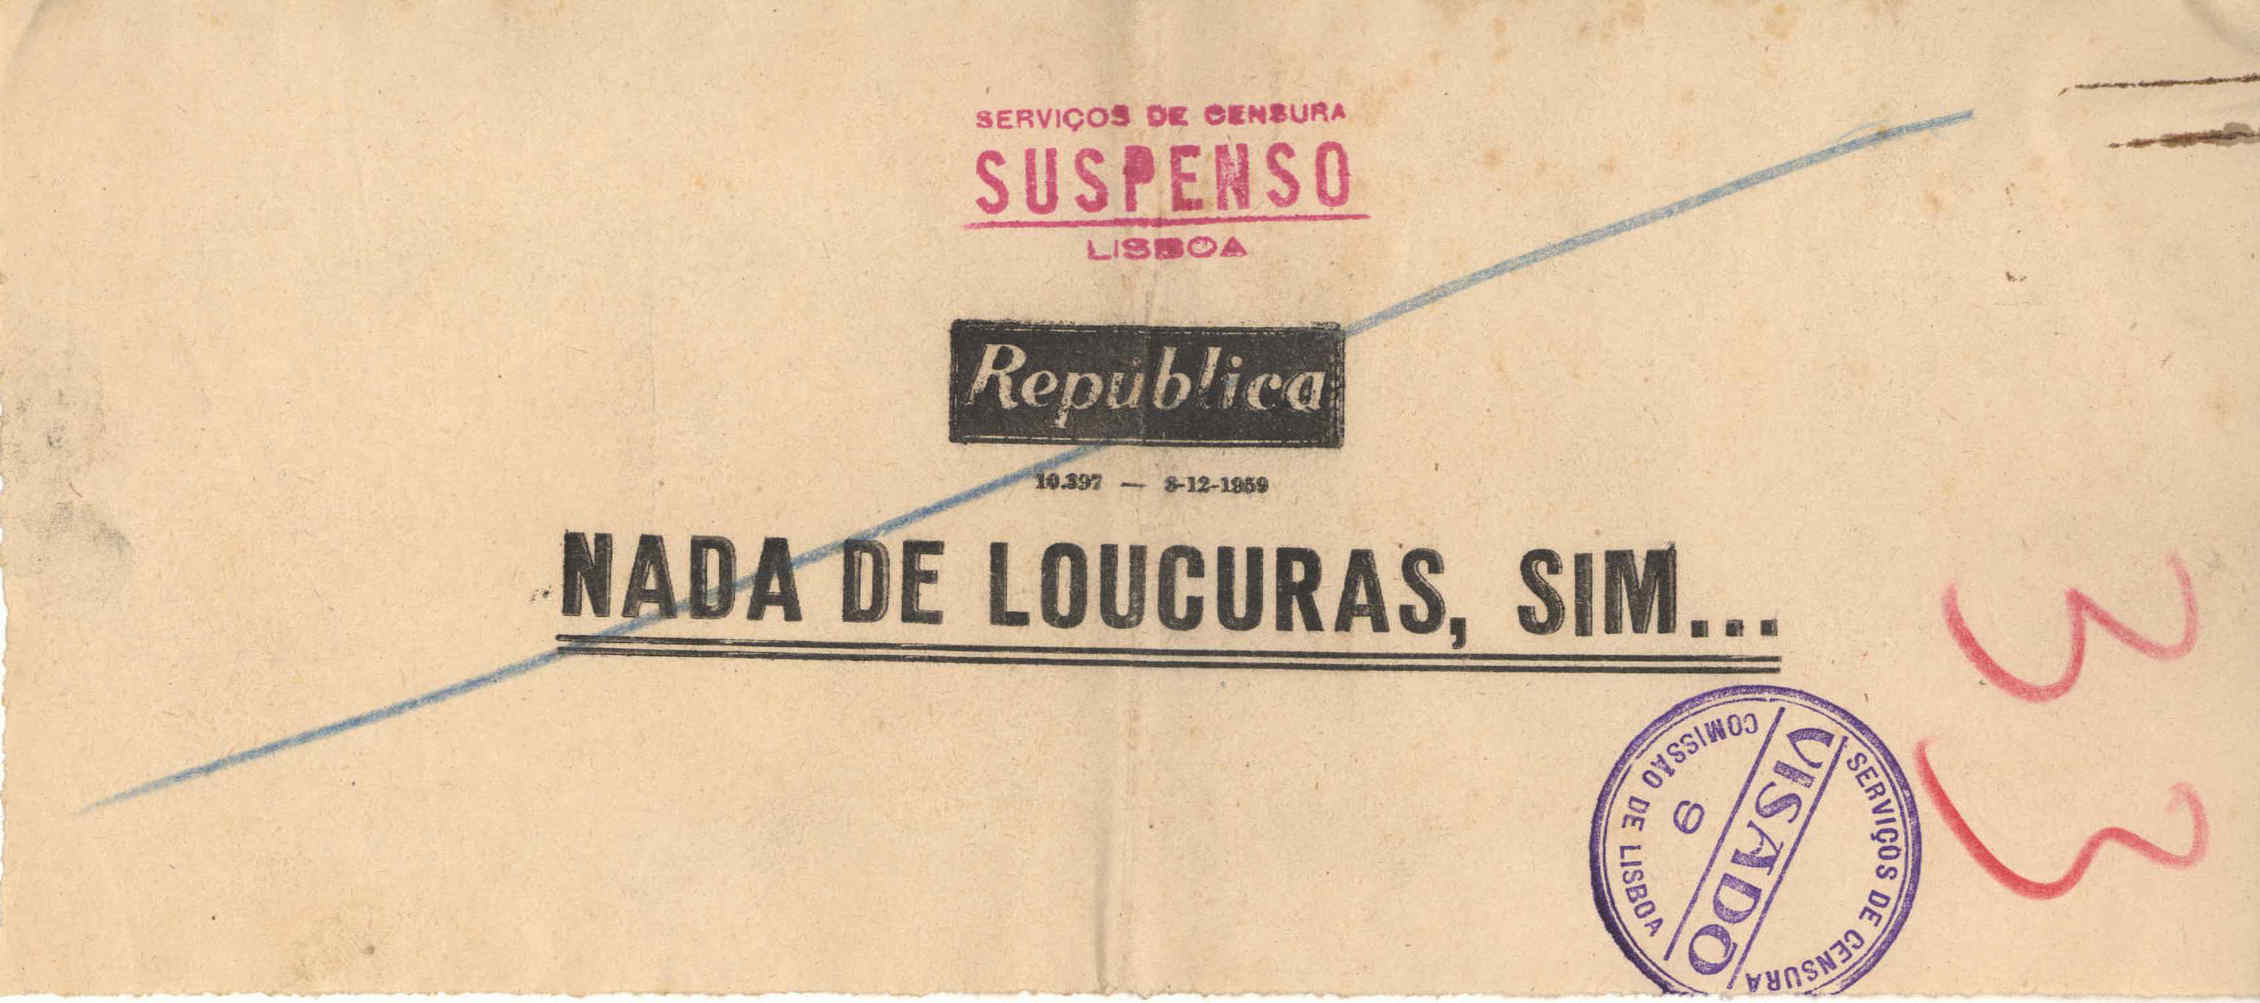 SERVIÇOS DE CENSURA
SUSPENSO
LISBOA
República
10.397 — 8-12-1959
NADA DE LOUCURAS, SIM...
SERVIÇOS DE CENSURA
VISADO
9
COMISSÃO DE LISBOA
33